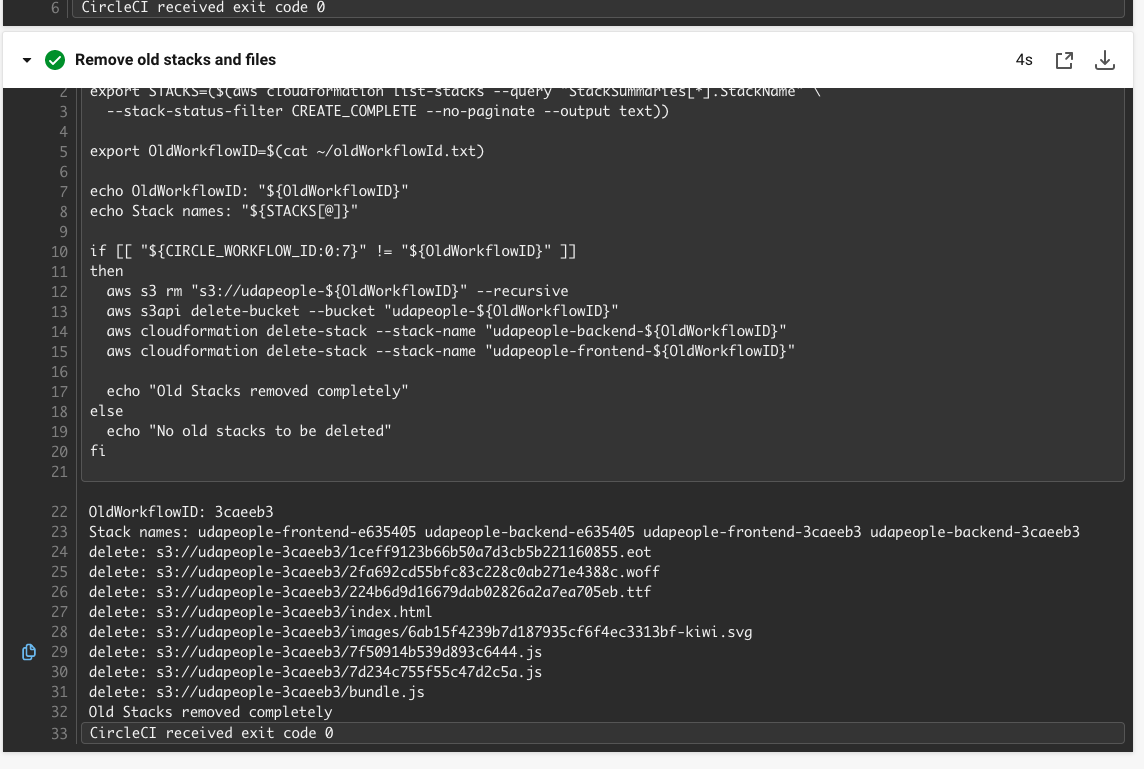 6 CircleCI received exit code 0
Remove old stacks and files 4s
2 export STACKS=($(aws cloudformation list-stacks --query "StackSummaries[*].StackName" \
3 --stack-status-filter CREATE_COMPLETE --no-paginate --output text))
4
5 export OldWorkflowID=$(cat ~/oldWorkflowId.txt)
6
7 echo OldWorkflowID: "${OldWorkflowID}"
8 echo Stack names: "${STACKS[@]}"
9
10 if [[ "${CIRCLE_WORKFLOW_ID:0:7}" != "${OldWorkflowID}" ]]
11 then
12 aws s3 rm "s3://udapeople-${OldWorkflowID}" --recursive
13 aws s3api delete-bucket --bucket "udapeople-${OldWorkflowID}"
14 aws cloudformation delete-stack --stack-name "udapeople-backend-${OldWorkflowID}"
15 aws cloudformation delete-stack --stack-name "udapeople-frontend-${OldWorkflowID}"
16
17 echo "Old Stacks removed completely"
18 else
19 echo "No old stacks to be deleted"
20 fi
21
22 OldWorkflowID: 3caeeb3
23 Stack names: udapeople-frontend-e635405 udapeople-backend-e635405 udapeople-frontend-3caeeb3 udapeople-backend-3caeeb3
24 delete: s3://udapeople-3caeeb3/1ceff9123b66b50a7d3cb5b221160855.eot
25 delete: s3://udapeople-3caeeb3/2fa692cd55bfc83c228c0ab271e4388c.woff
26 delete: s3://udapeople-3caeeb3/224b6d9d16679dab02826a2a7ea705eb.ttf
27 delete: s3://udapeople-3caeeb3/index.html
28 delete: s3://udapeople-3caeeb3/images/6ab15f4239b7d187935cf6f4ec3313bf-kiwi.svg
29 delete: s3://udapeople-3caeeb3/7f50914b539d893c6444.js
30 delete: s3://udapeople-3caeeb3/7d234c755f55c47d2c5a.js
31 delete: s3://udapeople-3caeeb3/bundle.js
32 Old Stacks removed completely
33 CircleCI received exit code 0